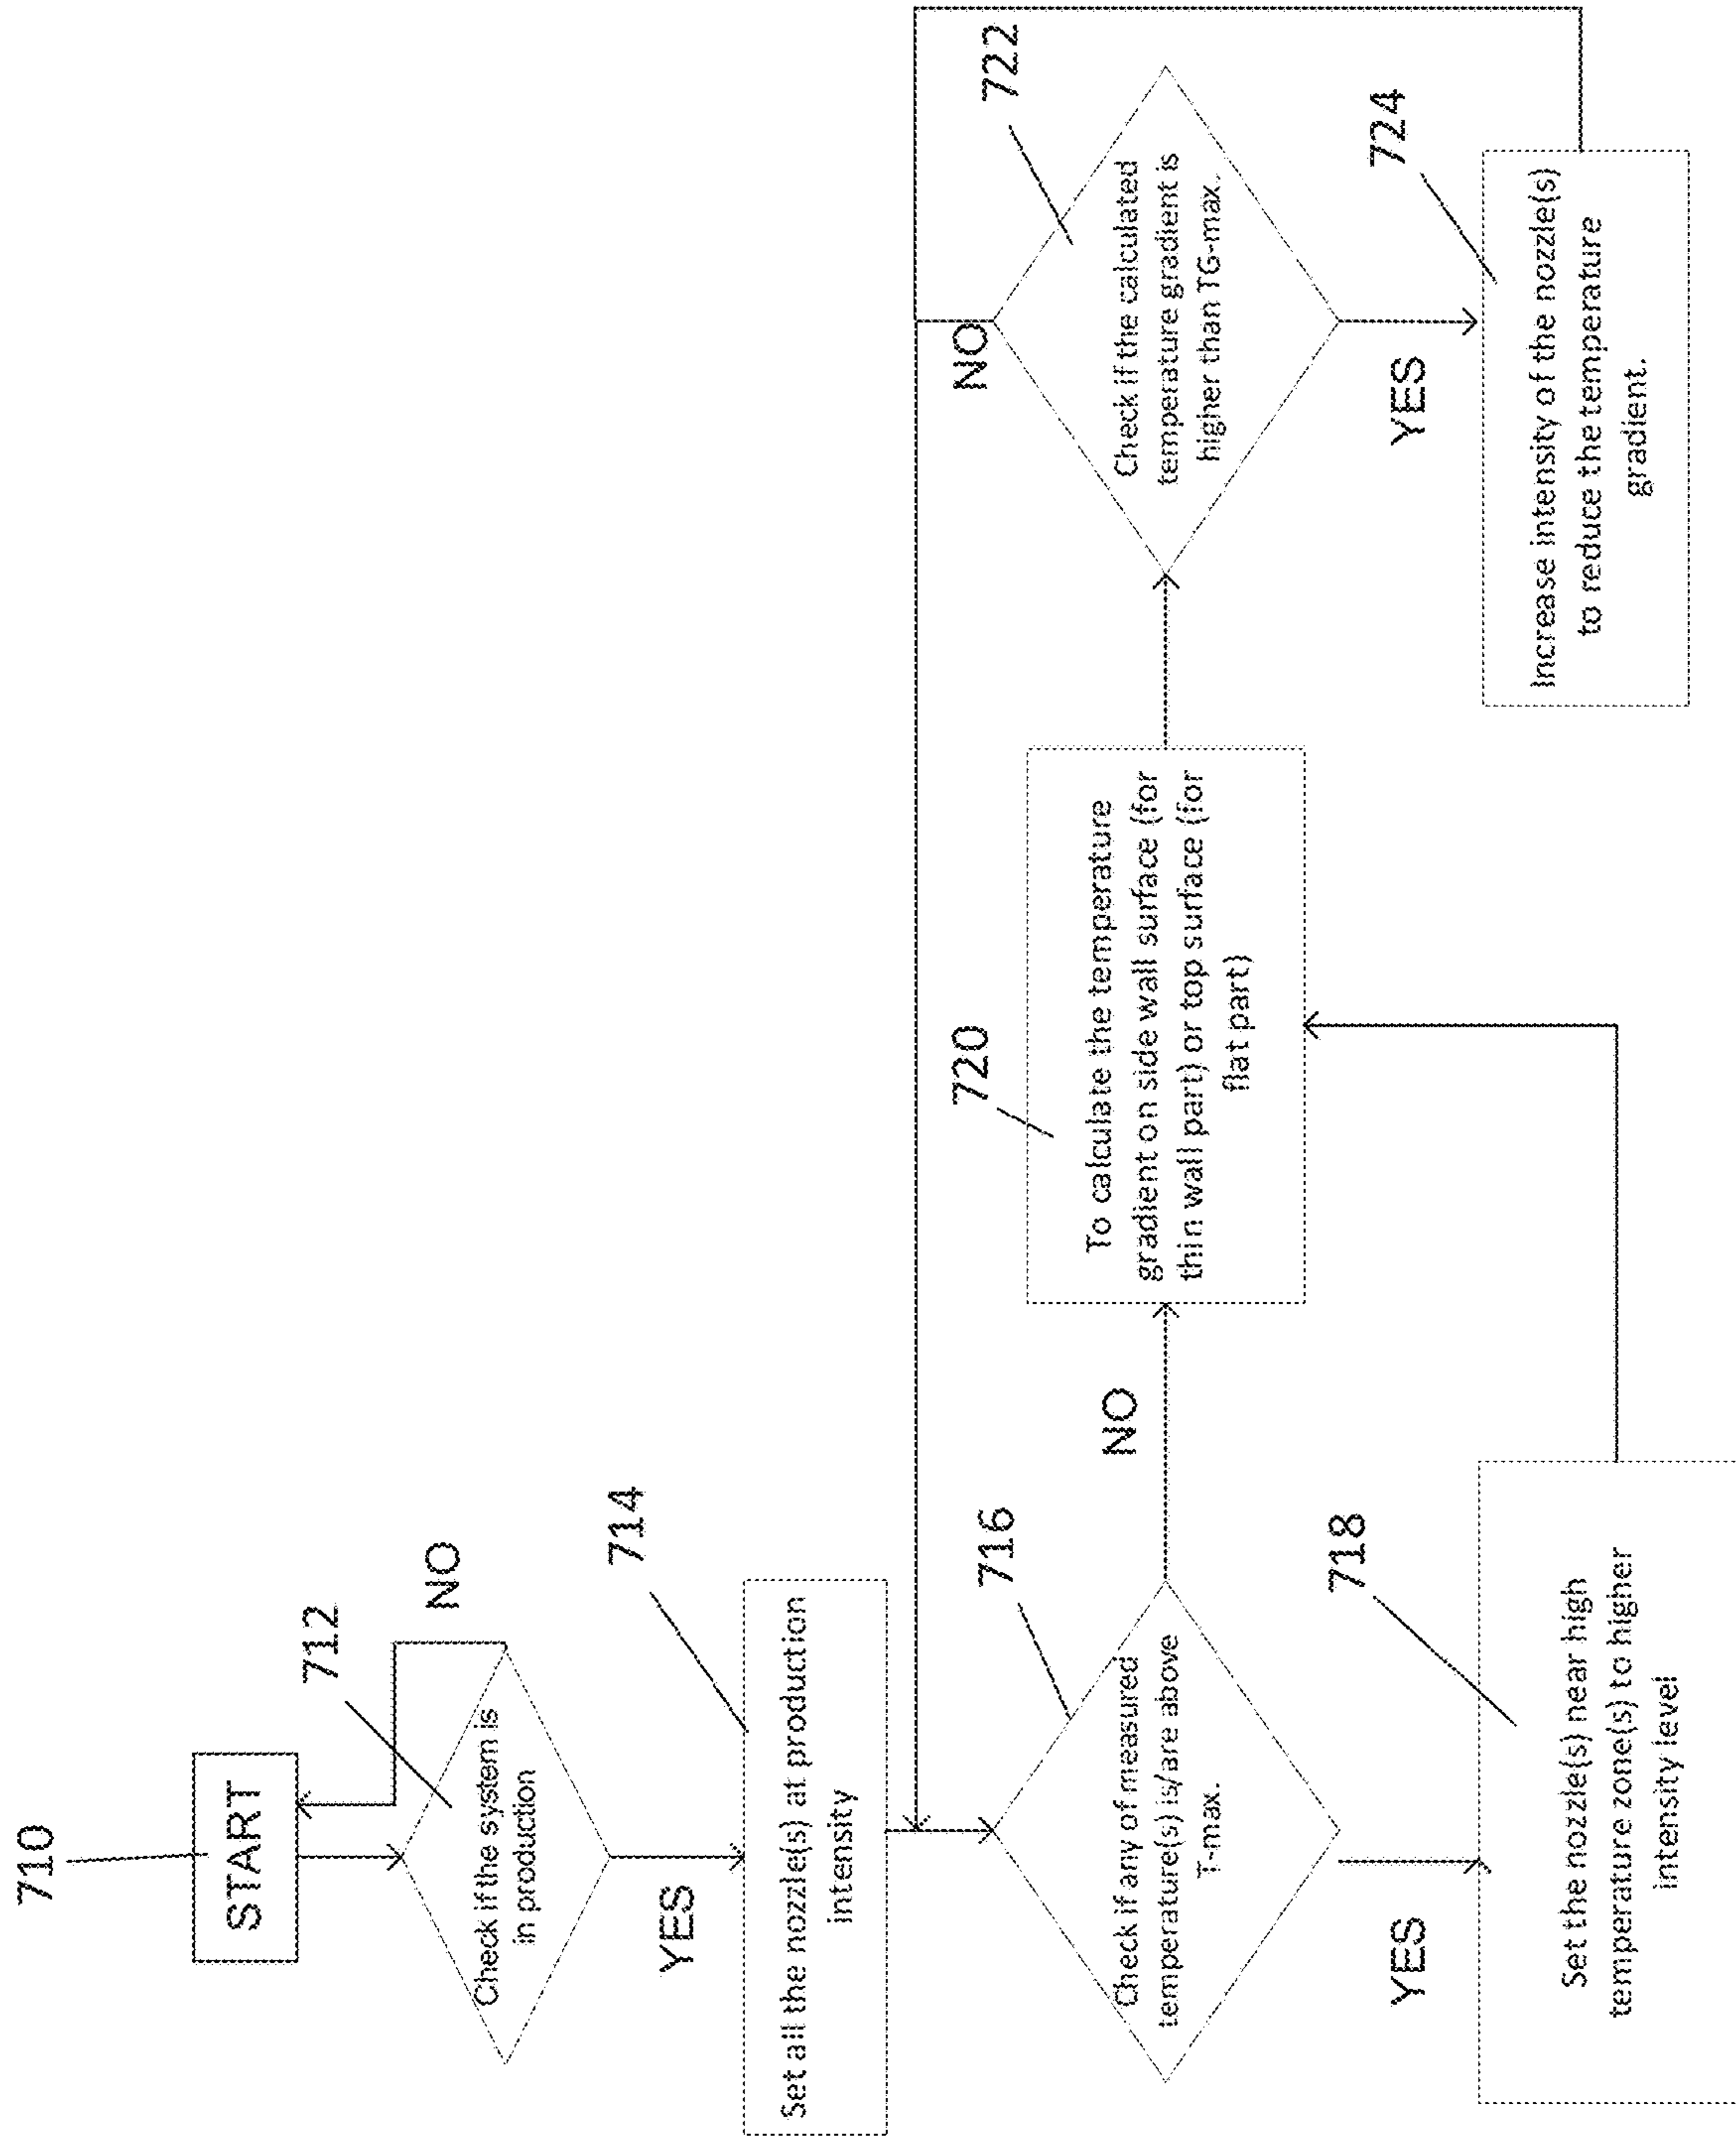 710
START
712
Check if the system is
in production
NO
YES
714
Set all the nozzle(s) at production
intensity
716
Check if any of measured
temperature(s) is/are above
T-max.
NO
YES
718
Set the nozzle(s) near high
temperature zone(s) to higher
intensity level
720
To calculate the temperature
gradient on side wall surface (for
thin wall part) or top surface (for
flat part)
722
Check if the calculated
temperature gradient is
higher than TG-max.
NO
YES
724
Increase intensity of the nozzle(s)
to reduce the temperature
gradient.